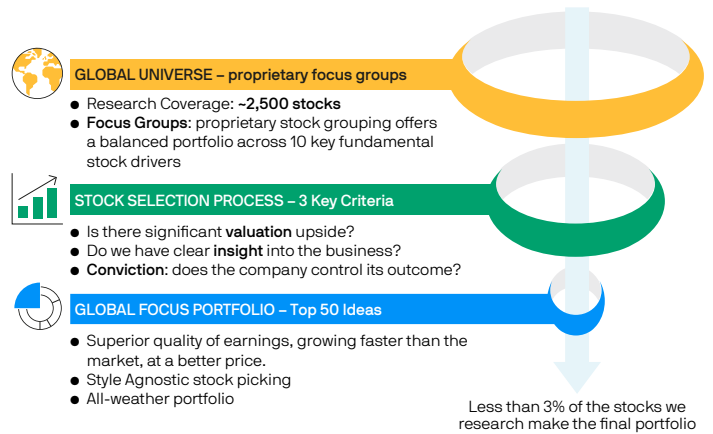 GLOBAL UNIVERSE – proprietary focus groups
● Research Coverage: ~2,500 stocks
● Focus Groups: proprietary stock grouping offers
a balanced portfolio across 10 key fundamental
stock drivers
STOCK SELECTION PROCESS – 3 Key Criteria
● Is there significant valuation upside?
● Do we have clear insight into the business?
● Conviction: does the company control its outcome?
GLOBAL FOCUS PORTFOLIO – Top 50 Ideas
● Superior quality of earnings, growing faster than the
market, at a better price.
● Style Agnostic stock picking
● All-weather portfolio
Less than 3% of the stocks we
research make the final portfolio